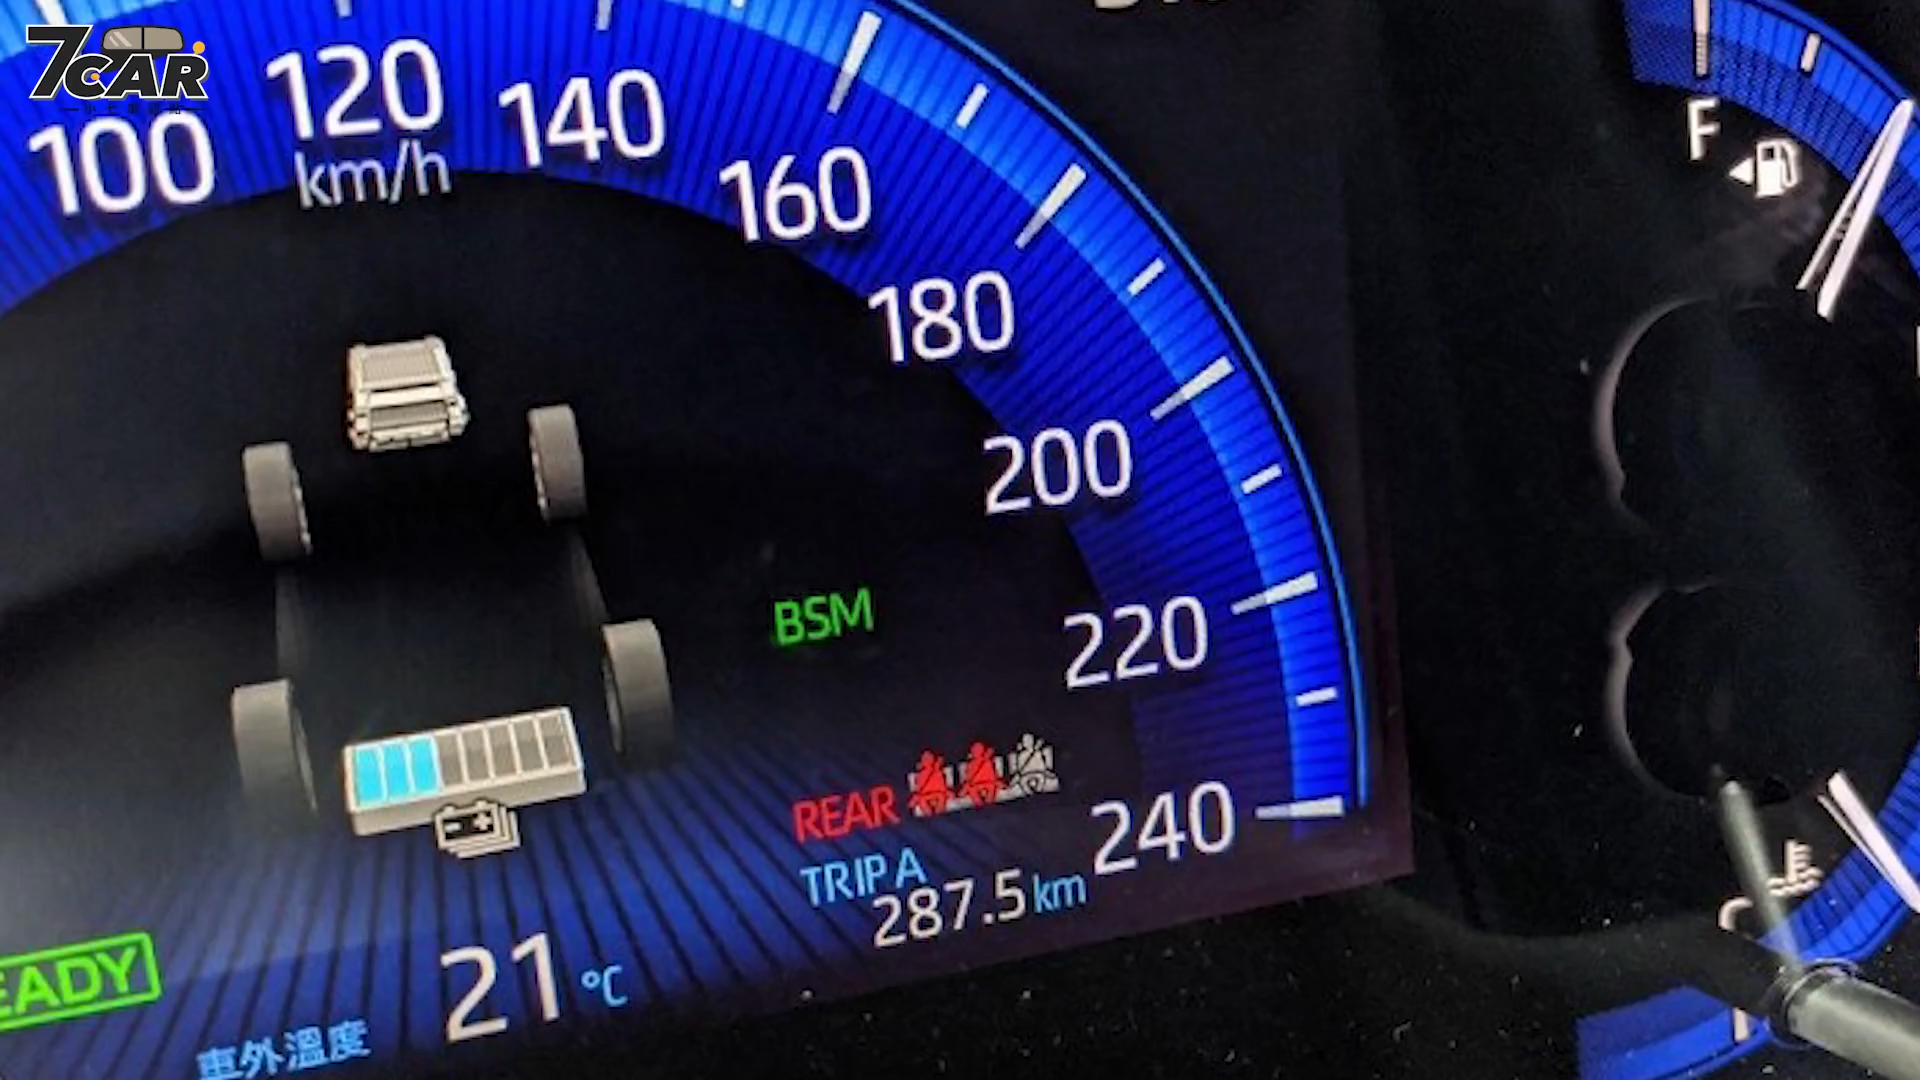 7CAR
100
120
140
km/h
160
180
200
220
240
F
BSM
REAR
TRIP A
287.5 km
EADY
21 °C
車外溫度